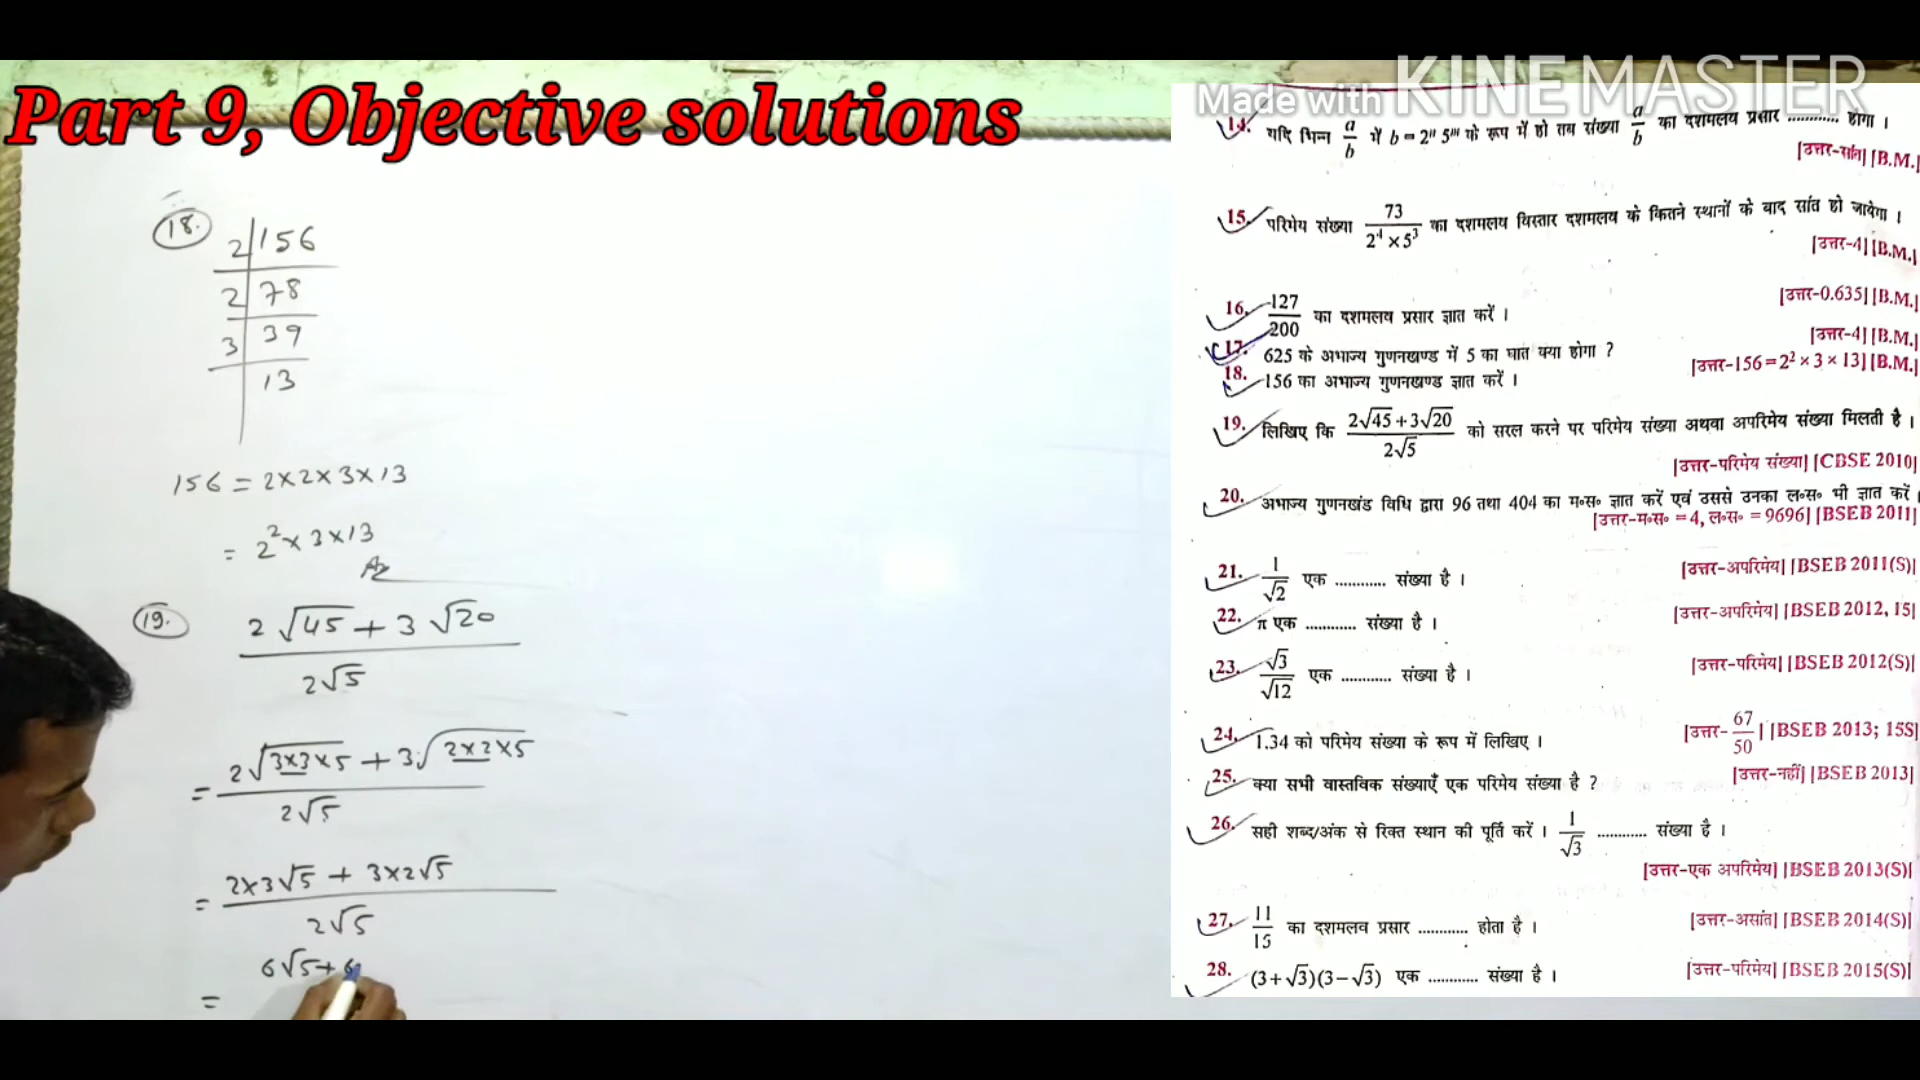 Part 9, Objective solutions
Made with KINEMASTER
18.
2 | 156
2 | 78
3 | 39
13
156 = 2×2×3×13
= 2² × 3 × 13
19.
2√45 + 3√20
2√5
= 2√3×3×5 + 3√2×2×5
2√5
= 2×3√5 + 3×2√5
2√5
= 6√5 + 6
14. यदि भिन्न a/b में b = 2ⁿ 5ᵐ के रूप में हो तब संख्या a/b का दशमलव प्रसार ............ होगा ।
[उत्तर-सांत] [B.M.]
15. परिमेय संख्या 73/(2⁴ × 5³) का दशमलव विस्तार दशमलव के कितने स्थानों के बाद सांत हो जायेगा ।
[उत्तर-4] [B.M.]
16. 127/200 का दशमलव प्रसार ज्ञात करें ।
[उत्तर-0.635] [B.M.]
17. 625 के अभाज्य गुणनखण्ड में 5 का घात क्या होगा ?
[उत्तर-4] [B.M.]
18. 156 का अभाज्य गुणनखण्ड ज्ञात करें ।
[उत्तर-156 = 2² × 3 × 13] [B.M.]
19. लिखिए कि (2√45 + 3√20)/(2√5) को सरल करने पर परिमेय संख्या अथवा अपरिमेय संख्या मिलती है ।
[उत्तर-परिमेय संख्या] [CBSE 2010]
20. अभाज्य गुणनखंड विधि द्वारा 96 तथा 404 का म॰स॰ ज्ञात करें एवं उससे उनका ल॰स॰ भी ज्ञात करें ।
[उत्तर-म॰स॰ = 4, ल॰स॰ = 9696] [BSEB 2011]
21. 1/√2 एक ............ संख्या है ।
[उत्तर-अपरिमेय] [BSEB 2011(S)]
22. π एक ............ संख्या है ।
[उत्तर-अपरिमेय] [BSEB 2012, 15]
23. √3/√12 एक ............ संख्या है ।
[उत्तर-परिमेय] [BSEB 2012(S)]
24. 1.34 को परिमेय संख्या के रूप में लिखिए ।
[उत्तर-67/50] [BSEB 2013; 15S]
25. क्या सभी वास्तविक संख्याएँ एक परिमेय संख्या है ?
[उत्तर-नहीं] [BSEB 2013]
26. सही शब्द/अंक से रिक्त स्थान की पूर्ति करें । 1/√3 ............ संख्या है ।
[उत्तर-एक अपरिमेय] [BSEB 2013(S)]
27. 11/15 का दशमलव प्रसार ............ होता है ।
[उत्तर-असांत] [BSEB 2014(S)]
28. (3+√3)(3−√3) एक ............ संख्या है ।
[उत्तर-परिमेय] [BSEB 2015(S)]